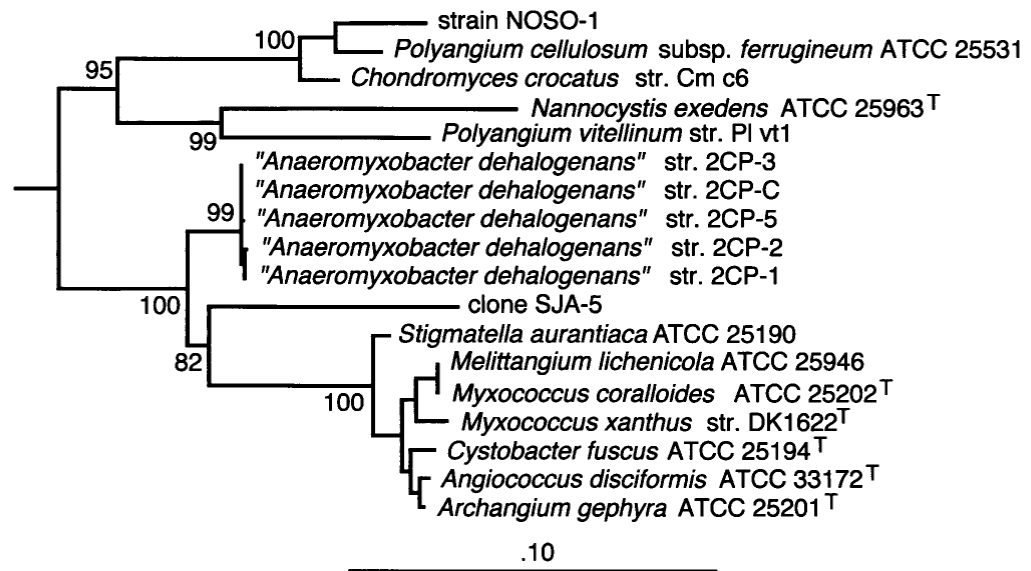 strain NOSO-1
100
Polyangium cellulosum subsp. ferrugineum ATCC 25531
95
Chondromyces crocatus str. Cm c6
Nannocystis exedens ATCC 25963T
99
Polyangium vitellinum str. Pl vt1
"Anaeromyxobacter dehalogenans" str. 2CP-3
"Anaeromyxobacter dehalogenans" str. 2CP-C
99
"Anaeromyxobacter dehalogenans" str. 2CP-5
"Anaeromyxobacter dehalogenans" str. 2CP-2
"Anaeromyxobacter dehalogenans" str. 2CP-1
100
clone SJA-5
Stigmatella aurantiaca ATCC 25190
82
Melittangium lichenicola ATCC 25946
Myxococcus coralloides ATCC 25202T
100
Myxococcus xanthus str. DK1622T
Cystobacter fuscus ATCC 25194T
Angiococcus disciformis ATCC 33172T
Archangium gephyra ATCC 25201T
.10